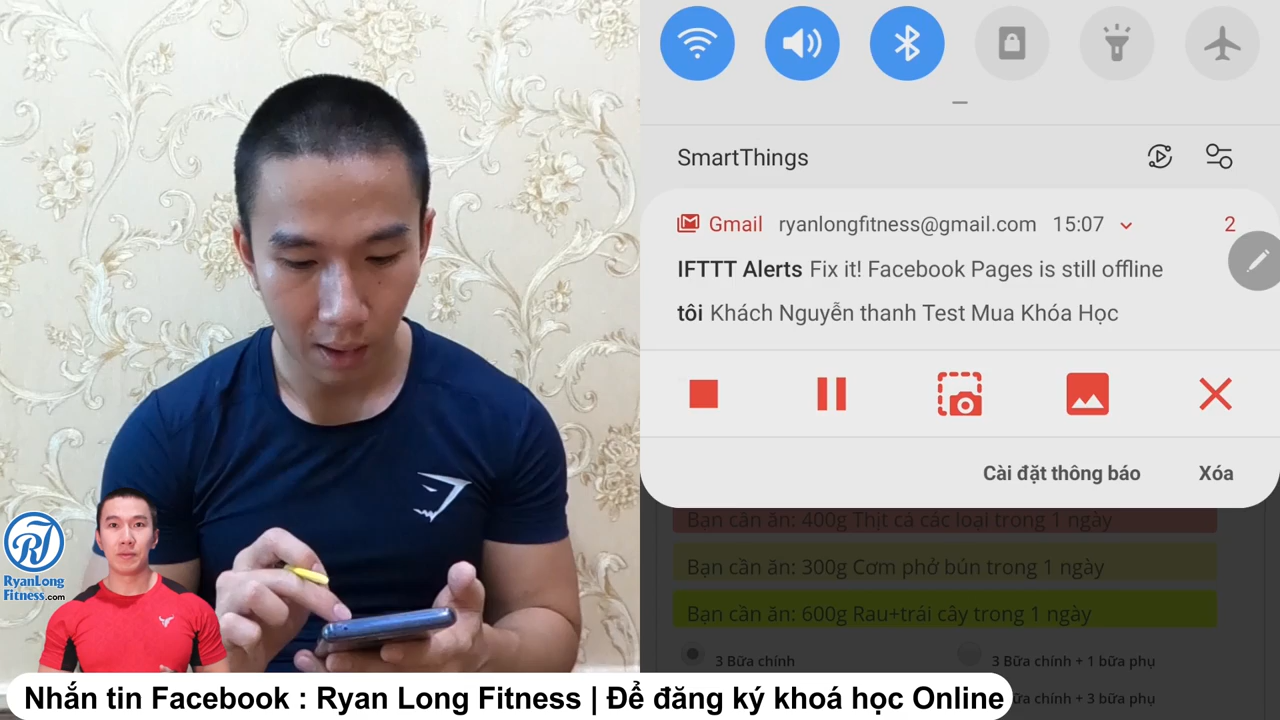 SmartThings
Gmail ryanlongfitness@gmail.com 15:07 2
IFTTT Alerts Fix it! Facebook Pages is still offline
tôi Khách Nguyễn thanh Test Mua Khóa Học
Cài đặt thông báo Xóa
Bạn cần ăn: 400g Thịt cá các loại trong 1 ngày
Bạn cần ăn: 300g Cơm phở bún trong 1 ngày
Bạn cần ăn: 600g Rau+trái cây trong 1 ngày
3 Bữa chính 3 Bữa chính + 1 bữa phụ
ữa chính + 3 bữa phụ
RyanLong
Fitness.com
Nhắn tin Facebook : Ryan Long Fitness | Để đăng ký khoá học Online